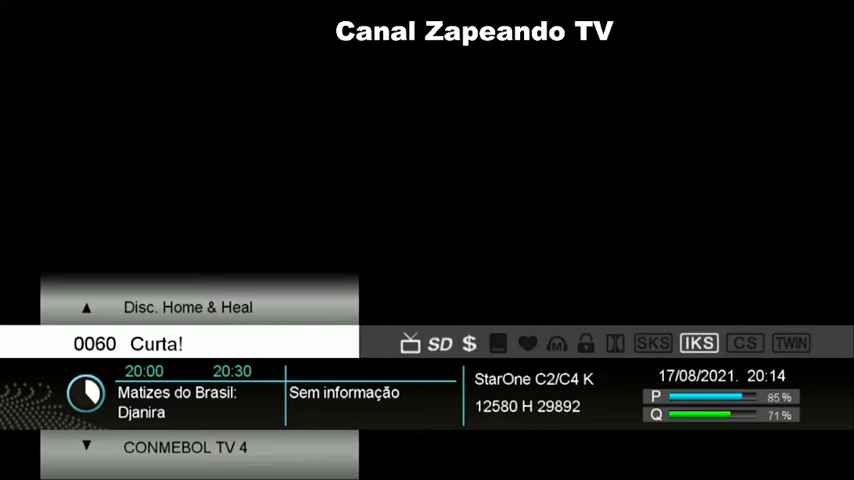 Canal Zapeando TV
Disc. Home & Heal
0060 Curta!
SD $ SKS IKS CS TWIN
20:00 20:30
Matizes do Brasil:
Djanira
Sem informação
StarOne C2/C4 K
12580 H 29892
17/08/2021. 20:14
P 85%
Q 71%
CONMEBOL TV 4